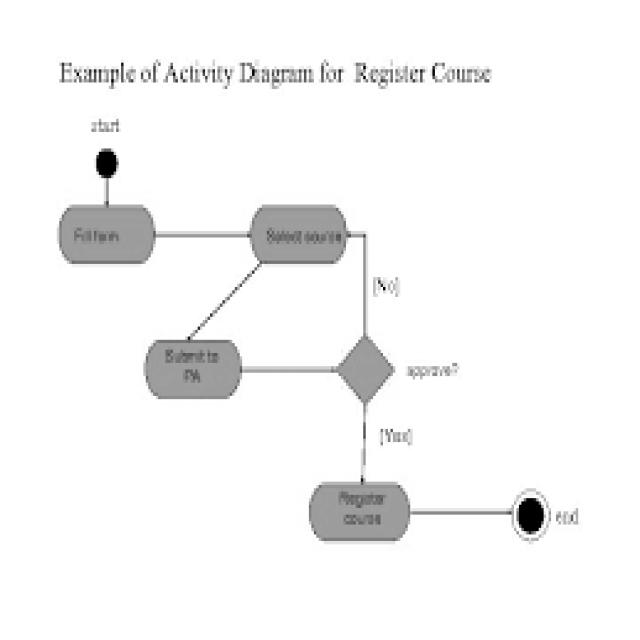 Example of Activity Diagram for Register Course
start
Fill form
Select source
[No]
Submit to
PA
approve?
[Yes]
Register
course
end